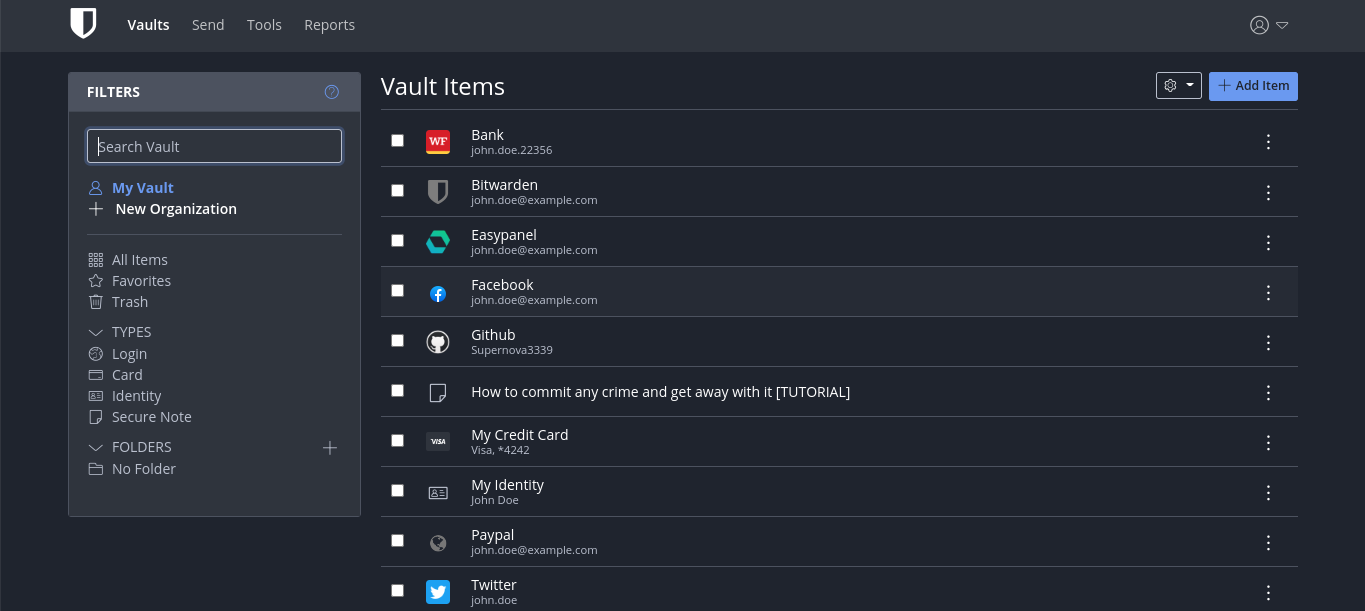 Vaults Send Tools Reports
FILTERS
Search Vault
My Vault
New Organization
All Items
Favorites
Trash
TYPES
Login
Card
Identity
Secure Note
FOLDERS
No Folder
Vault Items
Add Item
WF
Bank
john.doe.22356
Bitwarden
john.doe@example.com
Easypanel
john.doe@example.com
Facebook
john.doe@example.com
Github
Supernova3339
How to commit any crime and get away with it [TUTORIAL]
VISA
My Credit Card
Visa, *4242
My Identity
John Doe
Paypal
john.doe@example.com
Twitter
john.doe